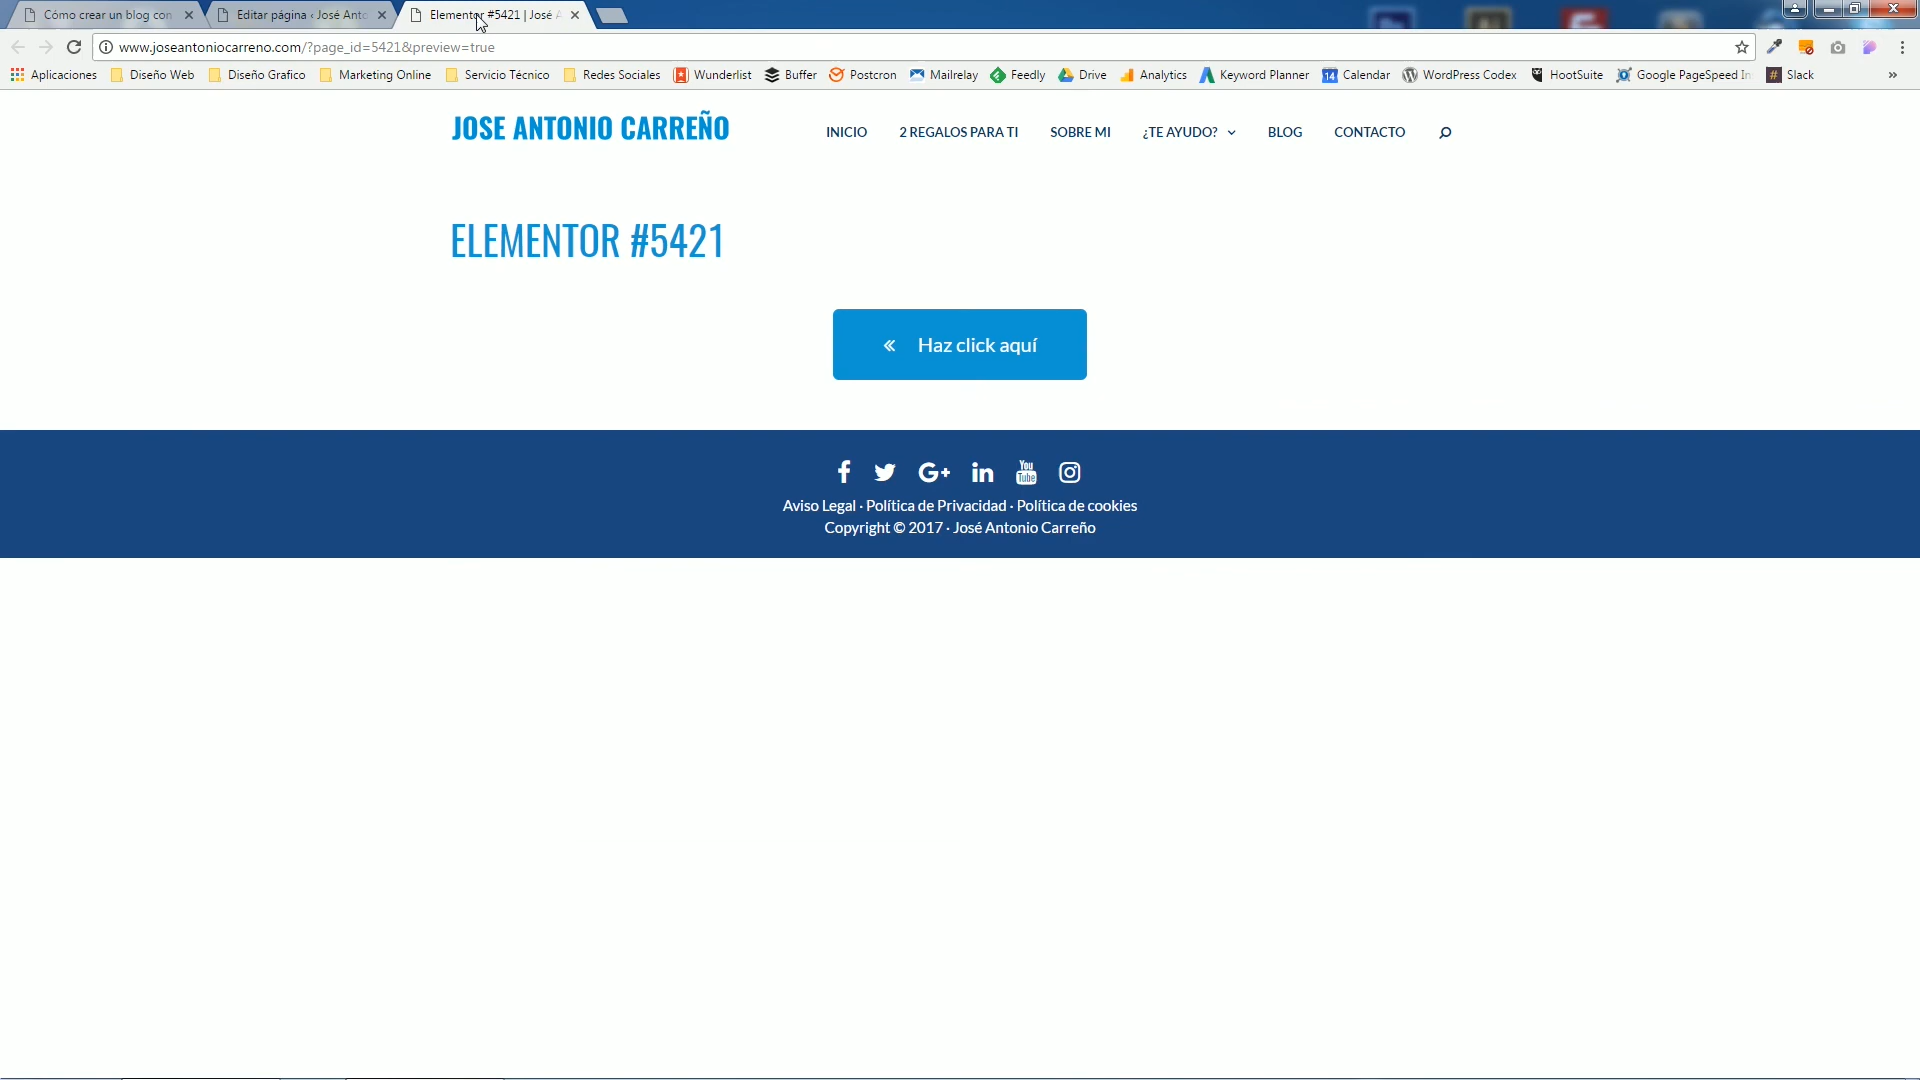 Cómo crear un blog con
Editar página ‹ José Anto
Elementor #5421 | José A
www.joseantoniocarreno.com/?page_id=5421&preview=true
Aplicaciones Diseño Web Diseño Grafico Marketing Online Servicio Técnico Redes Sociales Wunderlist Buffer Postcron Mailrelay Feedly Drive Analytics Keyword Planner 14 Calendar WordPress Codex HootSuite Google PageSpeed In # Slack »
JOSE ANTONIO CARREÑO
INICIO 2 REGALOS PARA TI SOBRE MI ¿TE AYUDO? BLOG CONTACTO
ELEMENTOR #5421
« Haz click aquí
G+ in You Tube
Aviso Legal · Política de Privacidad · Política de cookies
Copyright © 2017 · José Antonio Carreño